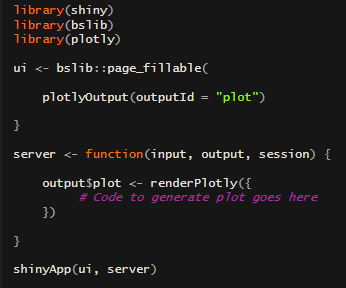 library(shiny)
library(bslib)
library(plotly)
ui <- bslib::page_fillable(
plotlyOutput(outputId = "plot")
}
server <- function(input, output, session) {
output$plot <- renderPlotly({
# Code to generate plot goes here
})
}
shinyApp(ui, server)